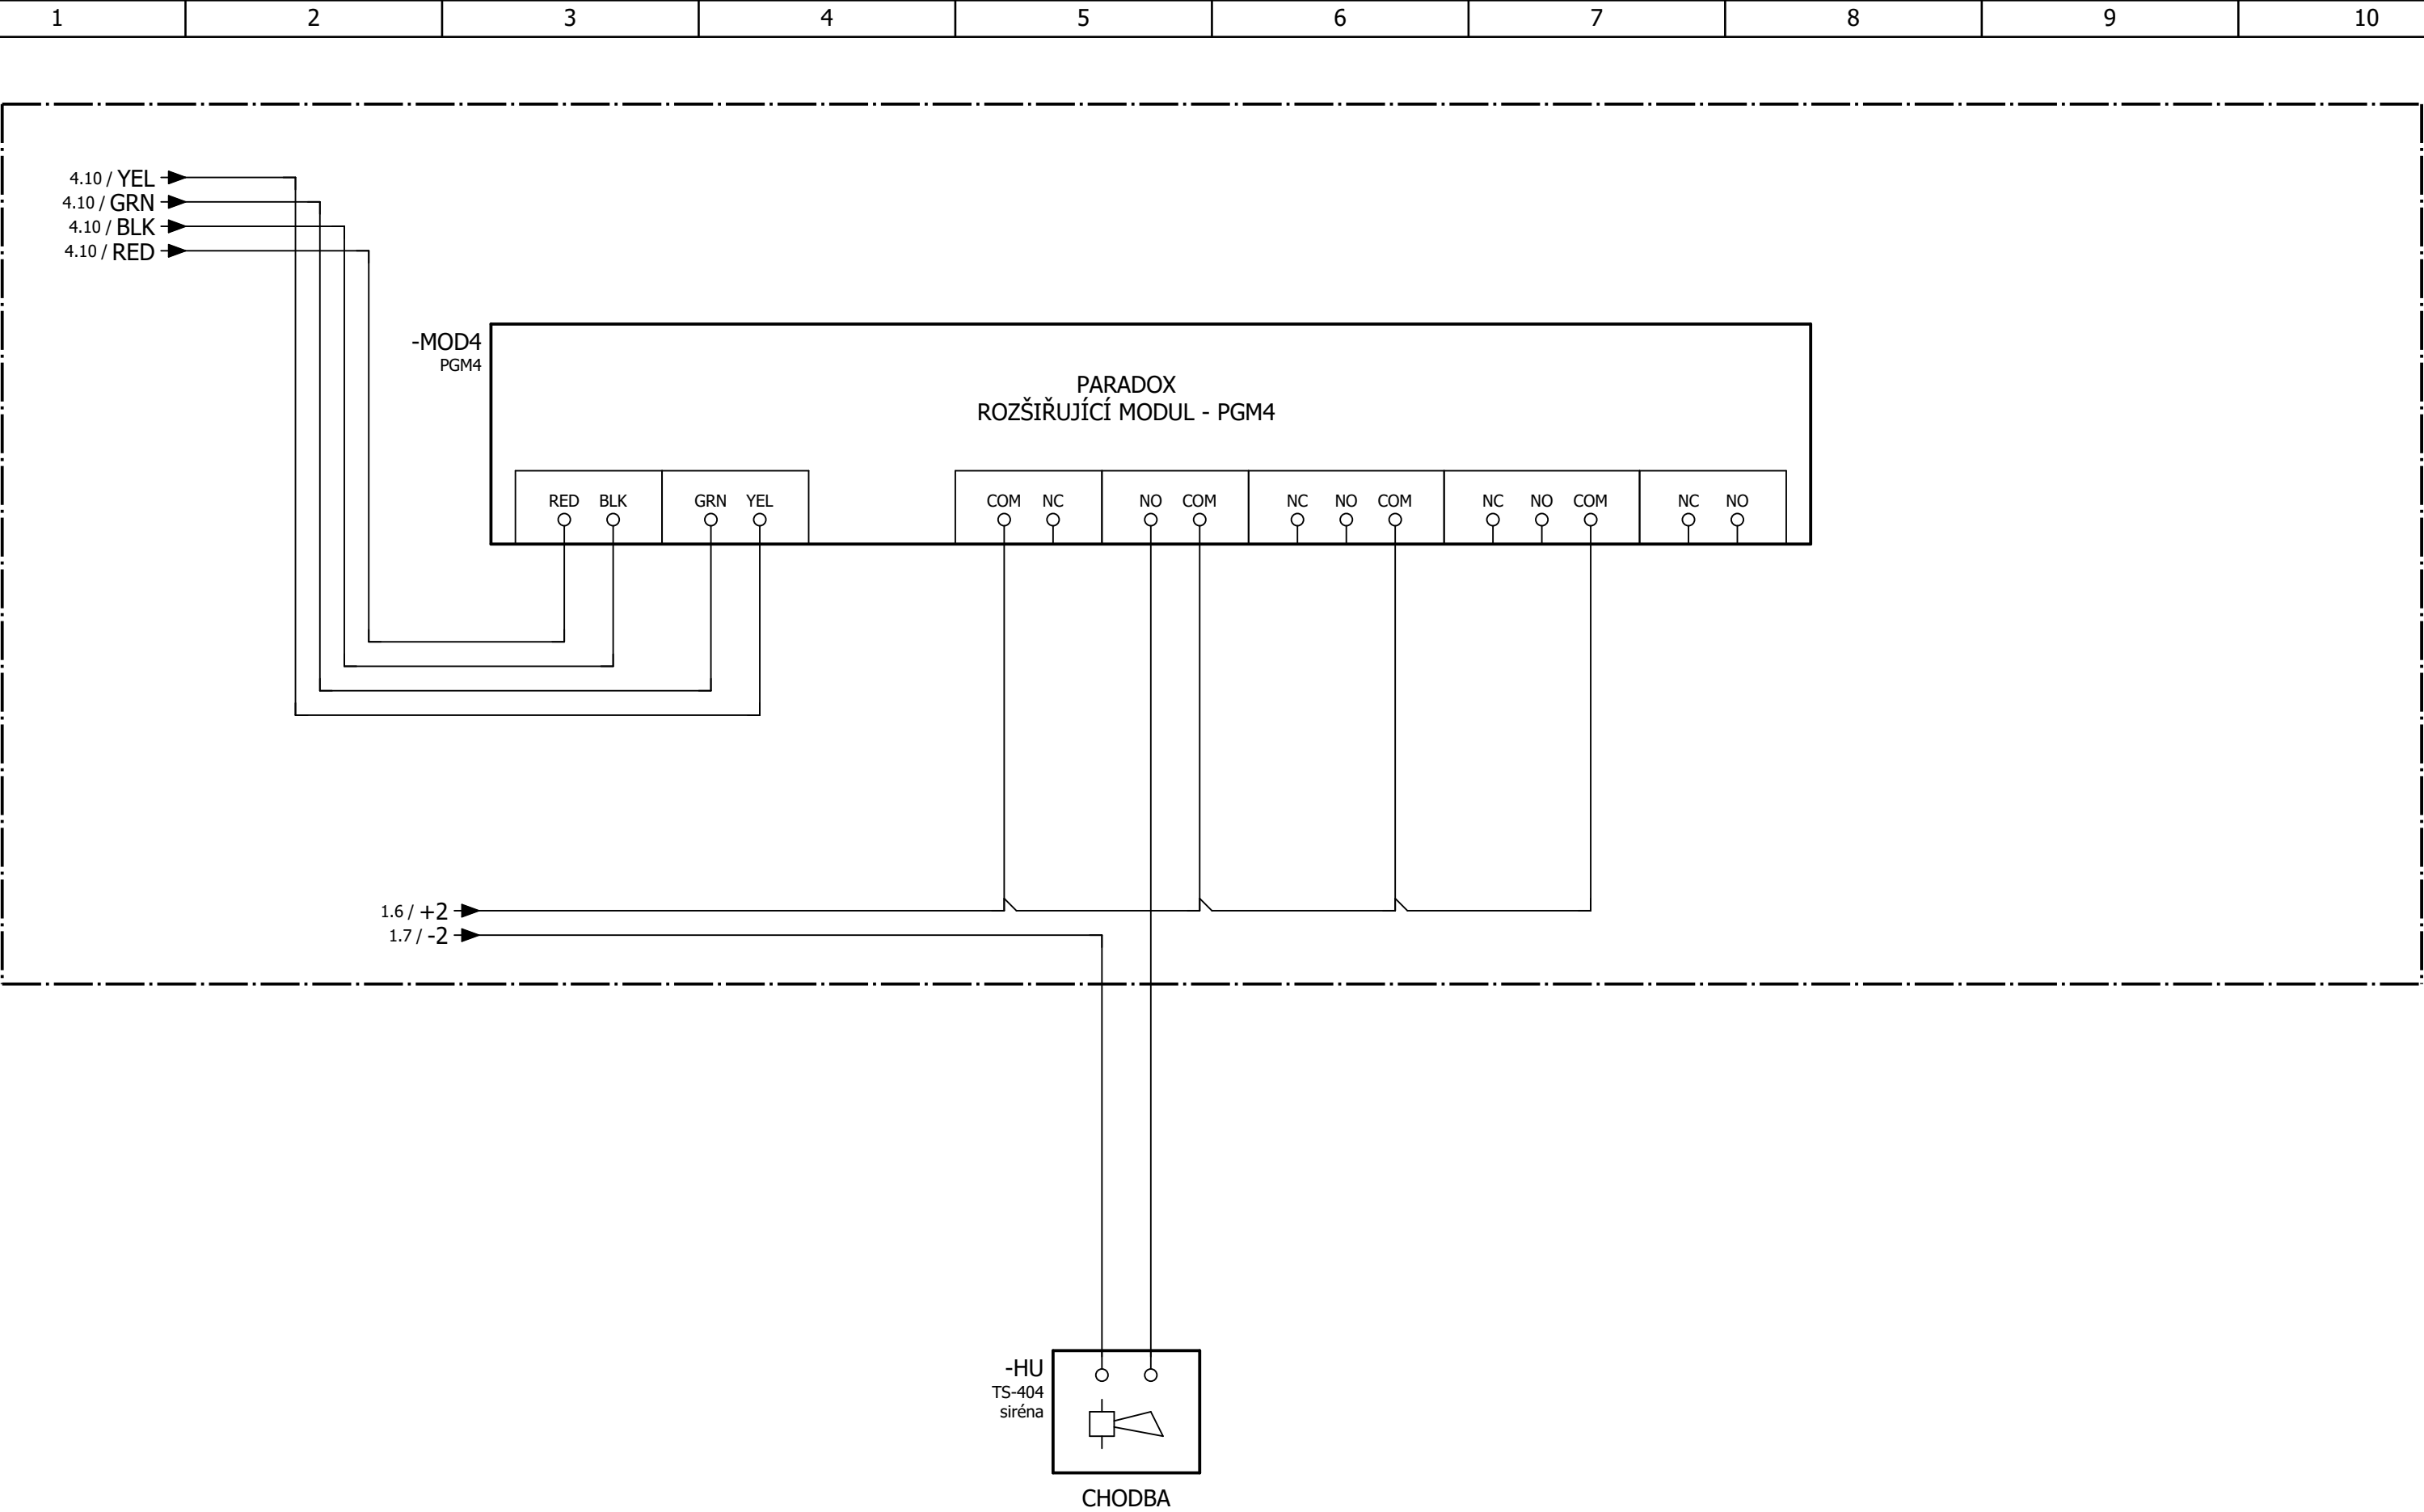 1 2 3 4 5 6 7 8 9 10
4.10 / YEL
4.10 / GRN
4.10 / BLK
4.10 / RED
-MOD4
PGM4
PARADOX
ROZŠIŘUJÍCÍ MODUL - PGM4
RED BLK GRN YEL COM NC NO COM NC NO COM NC NO COM NC NO
1.6 / +2
1.7 / -2
-HU
TS-404
siréna
CHODBA